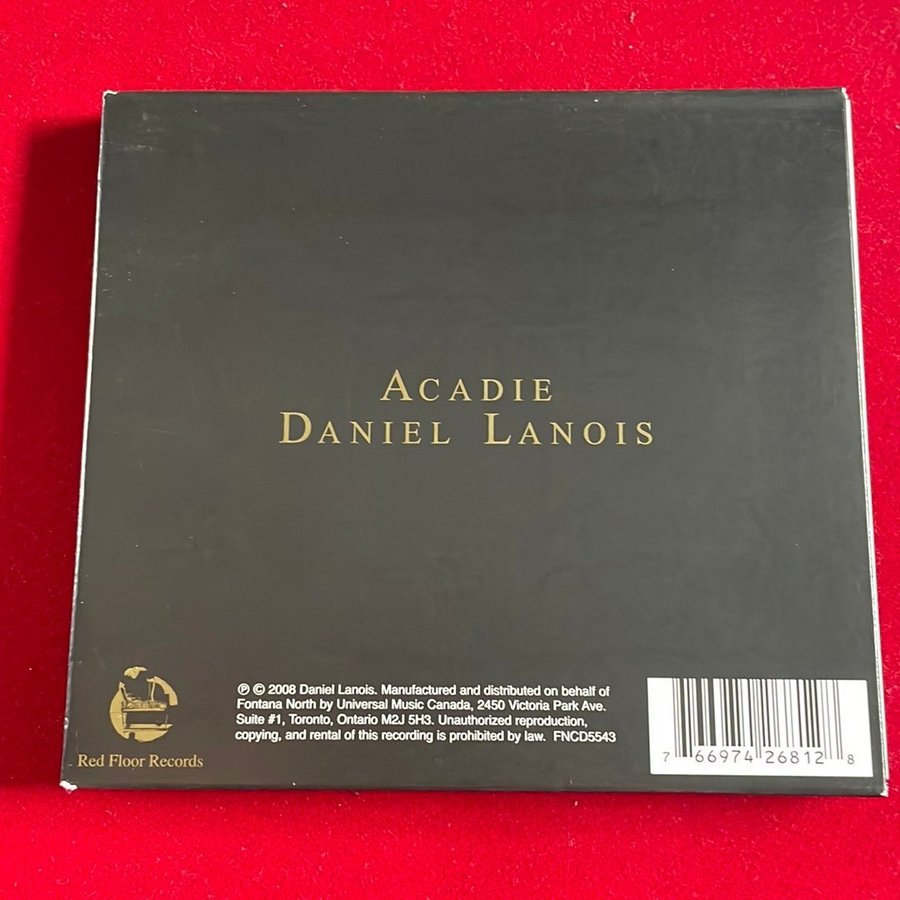 ACADIE
DANIEL LANOIS
℗ © 2008 Daniel Lanois. Manufactured and distributed on behalf of
Fontana North by Universal Music Canada, 2450 Victoria Park Ave.
Suite #1, Toronto, Ontario M2J 5H3. Unauthorized reproduction,
copying, and rental of this recording is prohibited by law. FNCD5543
Red Floor Records
7 66974 26812 8